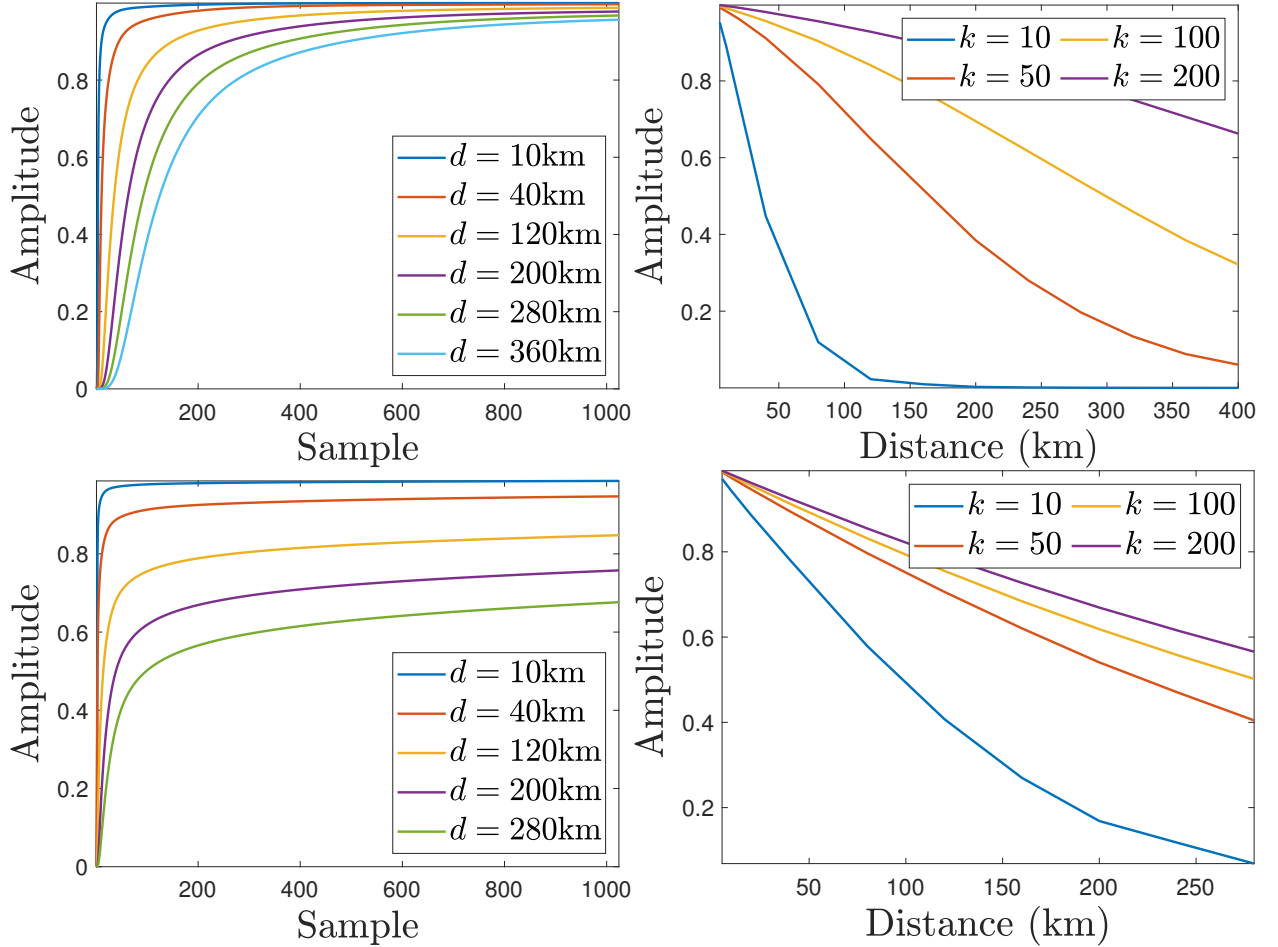 Amplitude
0.8
0.6
0.4
0.2
0
200
400
600
800
1000
Sample
d = 10km
d = 40km
d = 120km
d = 200km
d = 280km
d = 360km
Amplitude
0.8
0.6
0.4
0.2
50
100
150
200
250
300
350
400
Distance (km)
k = 10
k = 100
k = 50
k = 200
Amplitude
0.8
0.6
0.4
0.2
0
200
400
600
800
1000
Sample
d = 10km
d = 40km
d = 120km
d = 200km
d = 280km
Amplitude
0.8
0.6
0.4
0.2
50
100
150
200
250
Distance (km)
k = 10
k = 100
k = 50
k = 200